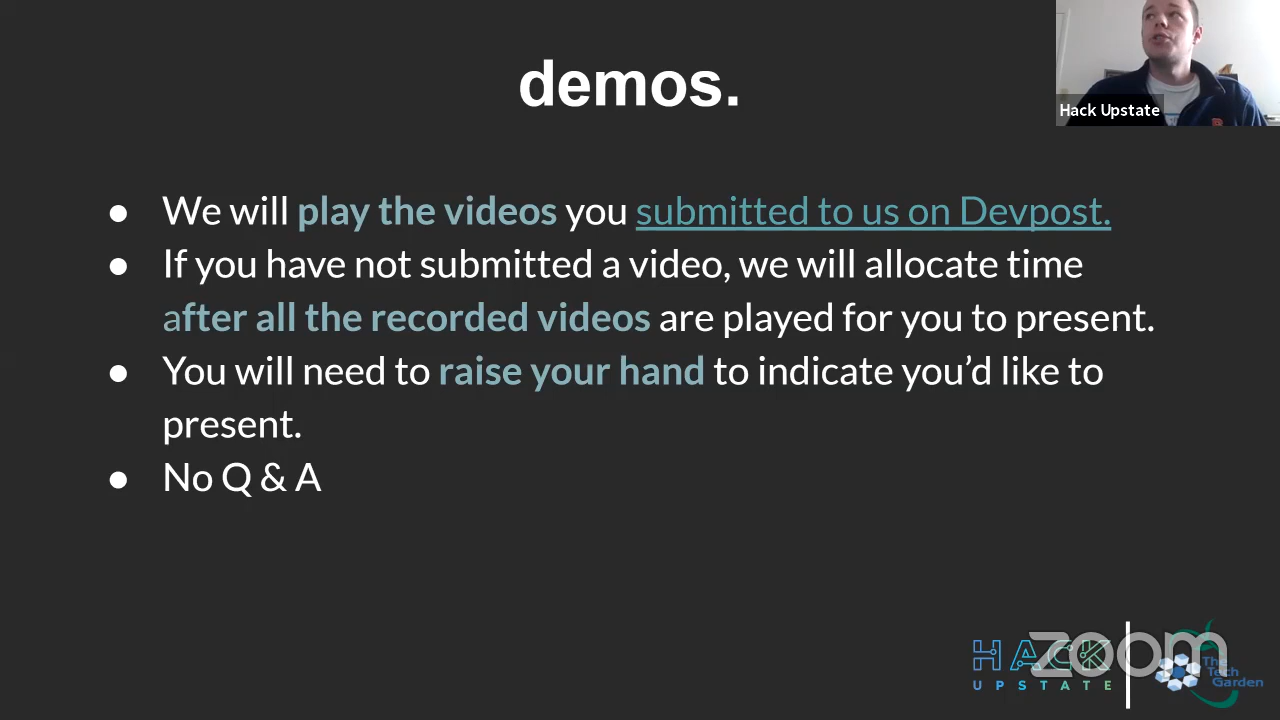 demos.
Hack Upstate
● We will play the videos you submitted to us on Devpost.
● If you have not submitted a video, we will allocate time
after all the recorded videos are played for you to present.
● You will need to raise your hand to indicate you’d like to
present.
● No Q & A
HACK
UPSTATE
zoom
The
Tech
Garden